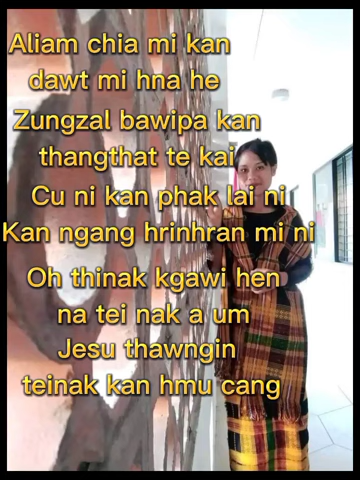 Aliam chia mi kan
dawt mi hna he
Zungzal bawipa kan
thangthat te kai
Cu ni kan phak lai ni
Kan ngang hrinhran mi ni
Oh thinak kgawi hen
na tei nak a um
Jesu thawngin
teinak kan hmu cang